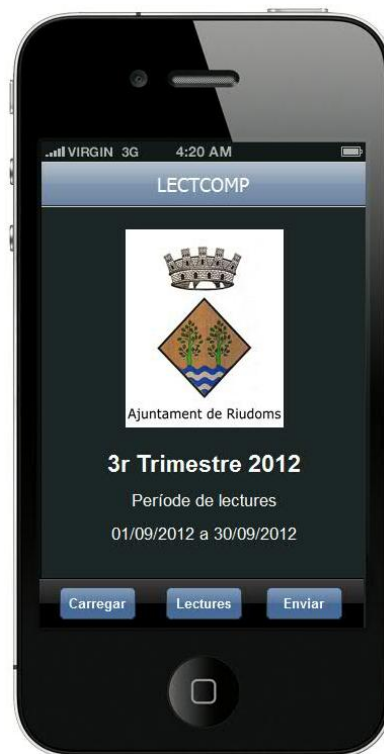 VIRGIN 3G 4:20 AM
LECTCOMP
Ajuntament de Riudoms
3r Trimestre 2012
Període de lectures
01/09/2012 a 30/09/2012
Carregar Lectures Enviar